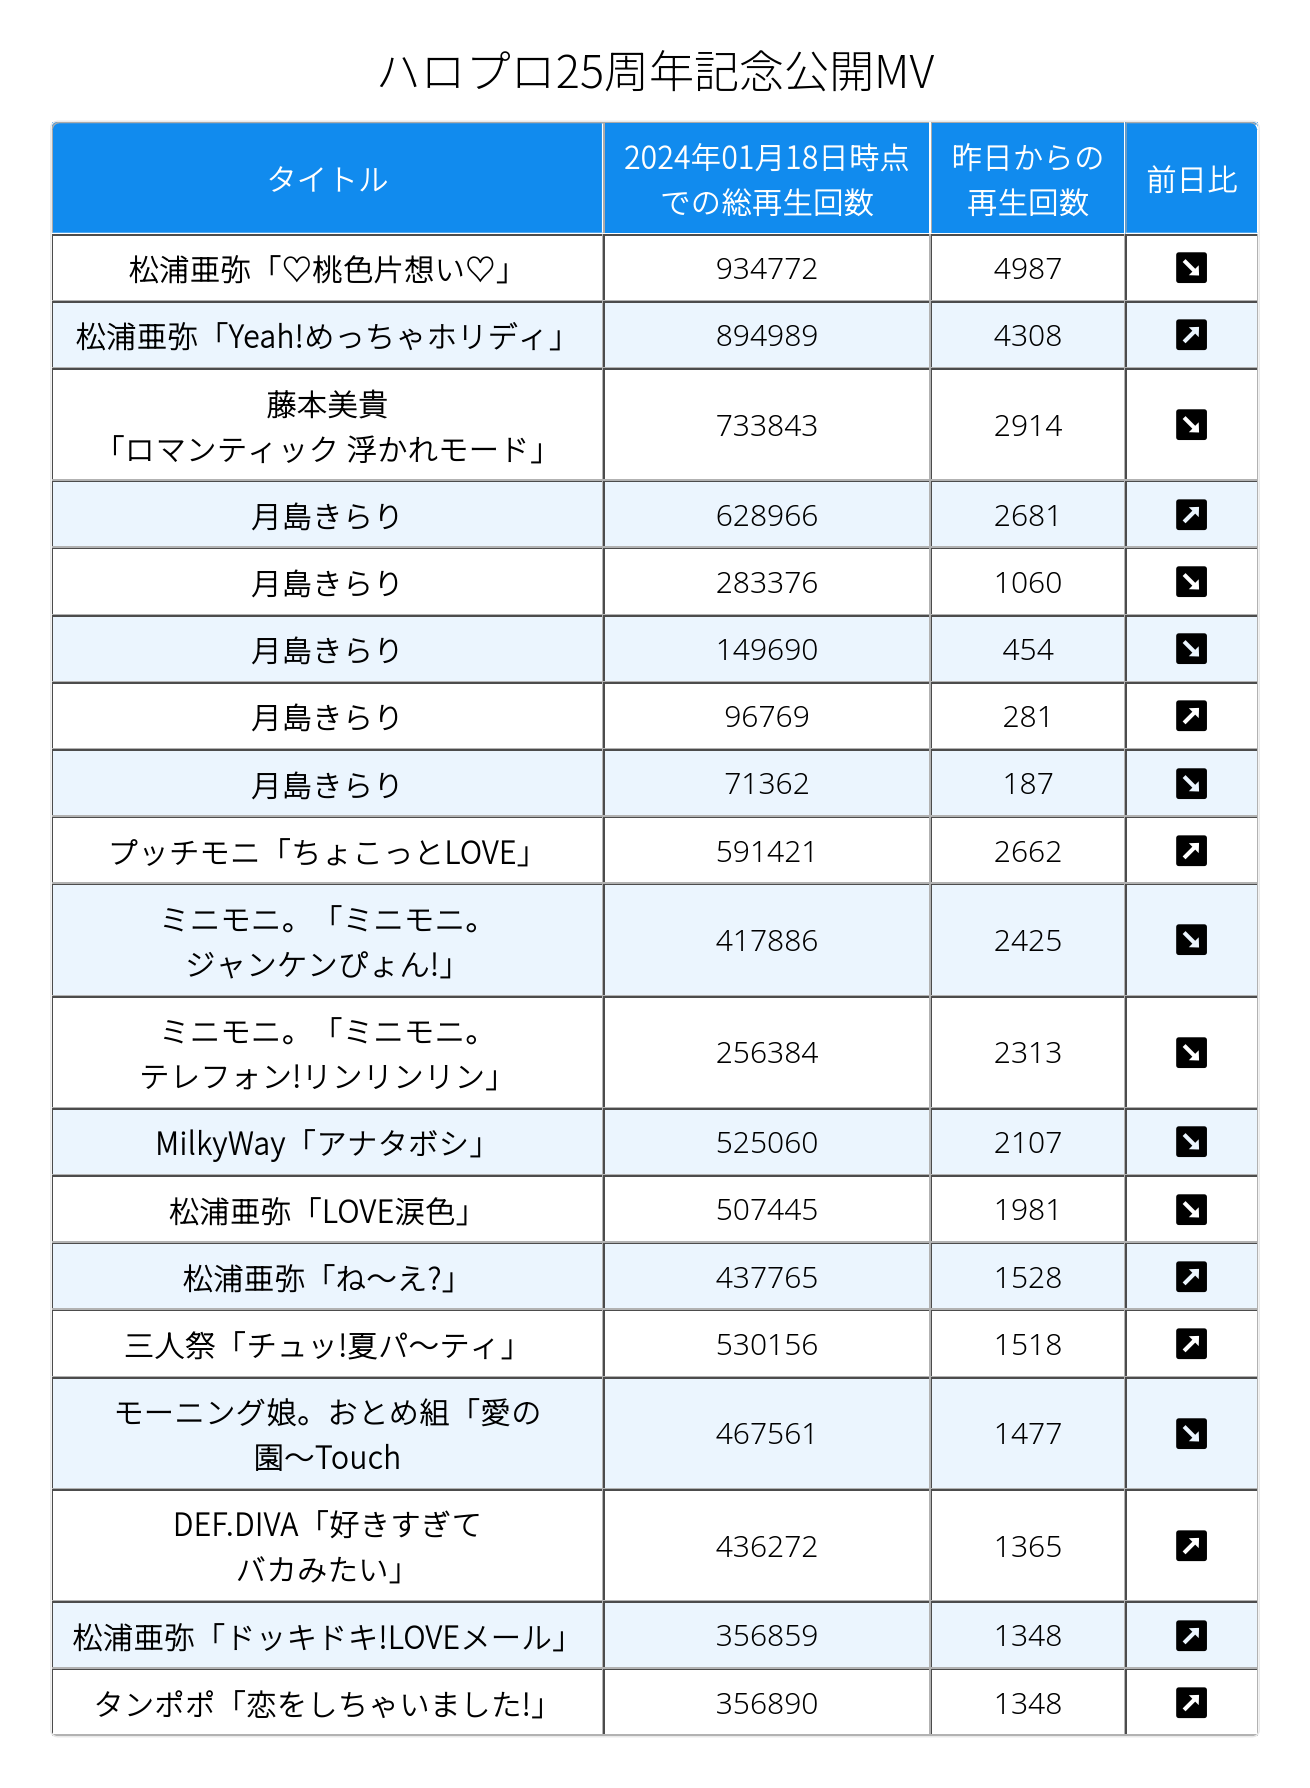 ハロプロ25周年記念公開MV
タイトル
2024年01月18日時点
での総再生回数
昨日からの
再生回数
前日比
松浦亜弥「♡桃色片想い♡」 934772 4987 ↘
松浦亜弥「Yeah!めっちゃホリディ」 894989 4308 ↗
藤本美貴
「ロマンティック 浮かれモード」 733843 2914 ↘
月島きらり 628966 2681 ↗
月島きらり 283376 1060 ↘
月島きらり 149690 454 ↘
月島きらり 96769 281 ↗
月島きらり 71362 187 ↘
プッチモニ「ちょこっとLOVE」 591421 2662 ↗
ミニモニ。「ミニモニ。
ジャンケンぴょん!」 417886 2425 ↘
ミニモニ。「ミニモニ。
テレフォン!リンリンリン」 256384 2313 ↘
MilkyWay「アナタボシ」 525060 2107 ↘
松浦亜弥「LOVE涙色」 507445 1981 ↘
松浦亜弥「ね〜え?」 437765 1528 ↗
三人祭「チュッ!夏パ〜ティ」 530156 1518 ↗
モーニング娘。おとめ組「愛の
園〜Touch 467561 1477 ↘
DEF.DIVA「好きすぎて
バカみたい」 436272 1365 ↗
松浦亜弥「ドッキドキ!LOVEメール」 356859 1348 ↗
タンポポ「恋をしちゃいました!」 356890 1348 ↗